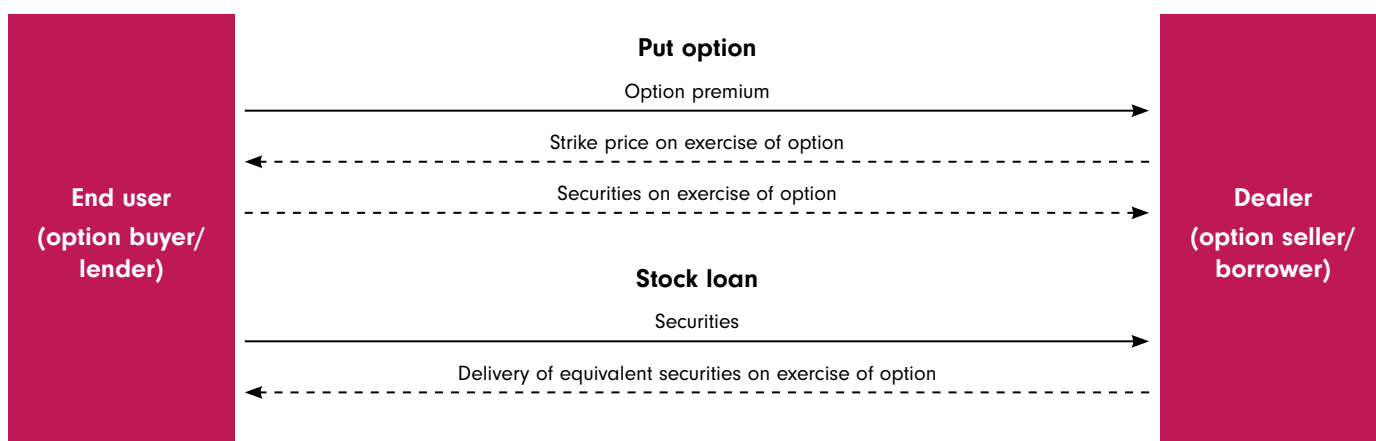 Put option
Option premium
Strike price on exercise of option
Securities on exercise of option
End user
(option buyer/
lender)
Dealer
(option seller/
borrower)
Stock loan
Securities
Delivery of equivalent securities on exercise of option